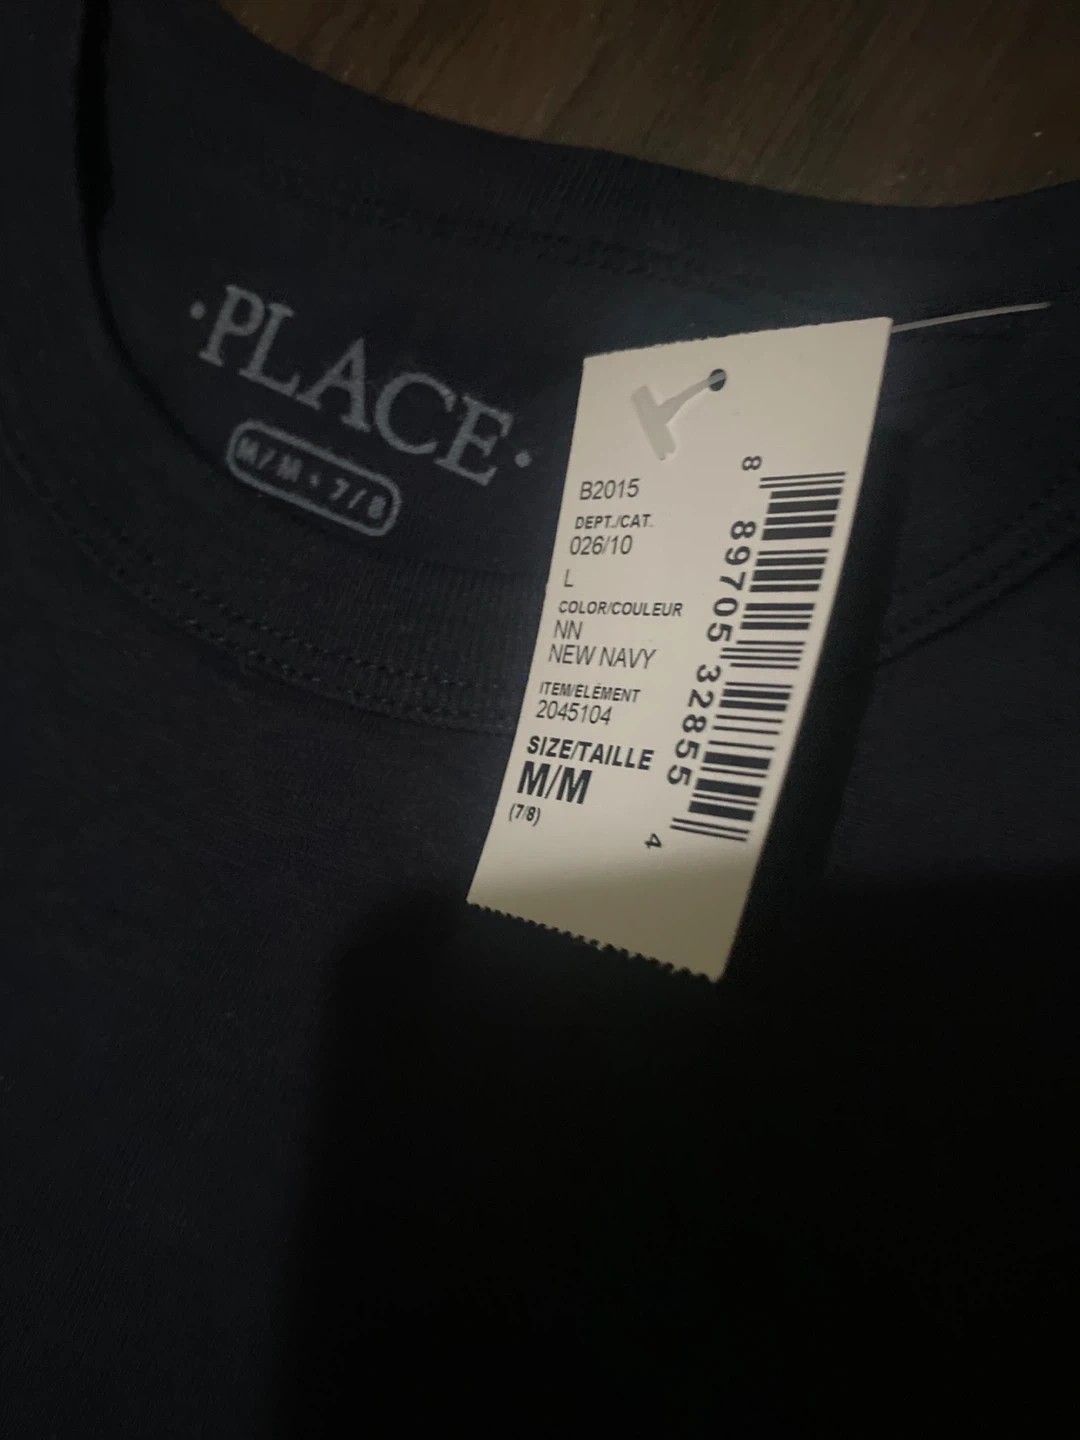 ·PLACE·
M/M · 7/8
B2015
DEPT./CAT.
026/10
L
COLOR/COULEUR
NN
NEW NAVY
ITEM/ÉLÉMENT
2045104
SIZE/TAILLE
M/M
(7/8)
8 89705 32855 4